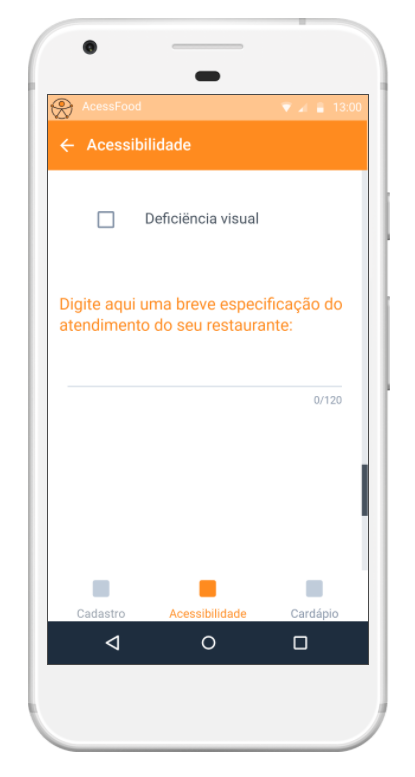 AcessFood
13:00
Acessibilidade
Deficiëncia visual
Digite aqui uma breve especificação do
atendimento do seu restaurante:
0/120
Cadastro
Acessibilidade
Cardápio